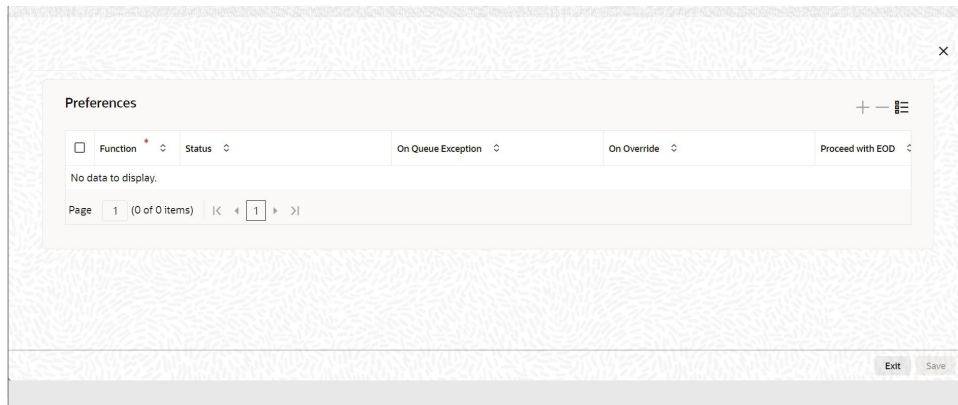 Preferences
Function * Status On Queue Exception On Override Proceed with EOD
No data to display.
Page 1 (0 of 0 items) 1
Exit Save